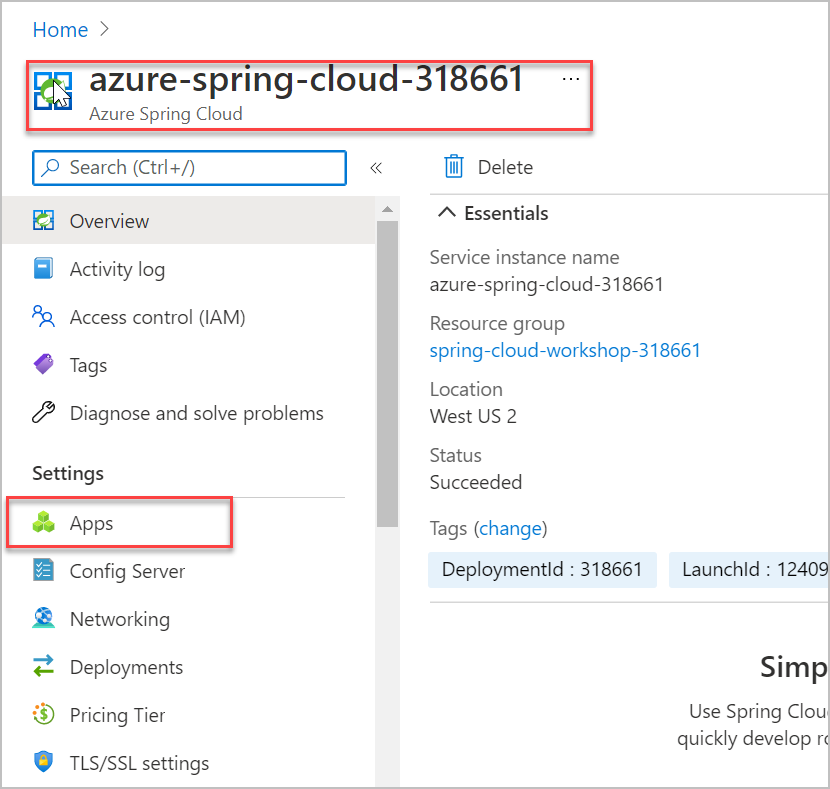 Home
azure-spring-cloud-318661 ...
Azure Spring Cloud
Search (Ctrl+/)
«
Overview
Activity log
Access control (IAM)
Tags
Diagnose and solve problems
Settings
Apps
Config Server
Networking
Deployments
Pricing Tier
TLS/SSL settings
Delete
Essentials
Service instance name
azure-spring-cloud-318661
Resource group
spring-cloud-workshop-318661
Location
West US 2
Status
Succeeded
Tags (change)
DeploymentId : 318661 LaunchId : 12409
Simp
Use Spring Clou
quickly develop ro